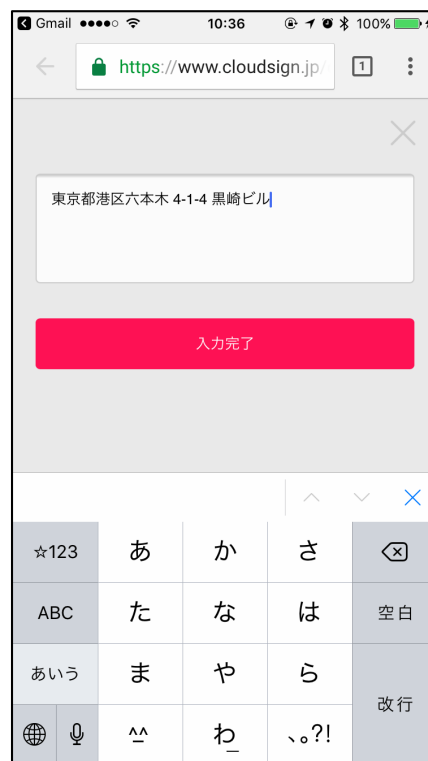 Gmail 10:36 100%
https://www.cloudsign.jp/
1
東京都港区六本木 4-1-4 黒崎ビル
入力完了
☆123 あ か さ
ABC た な は 空白
あいう ま や ら
^^ わ 、。?! 改行